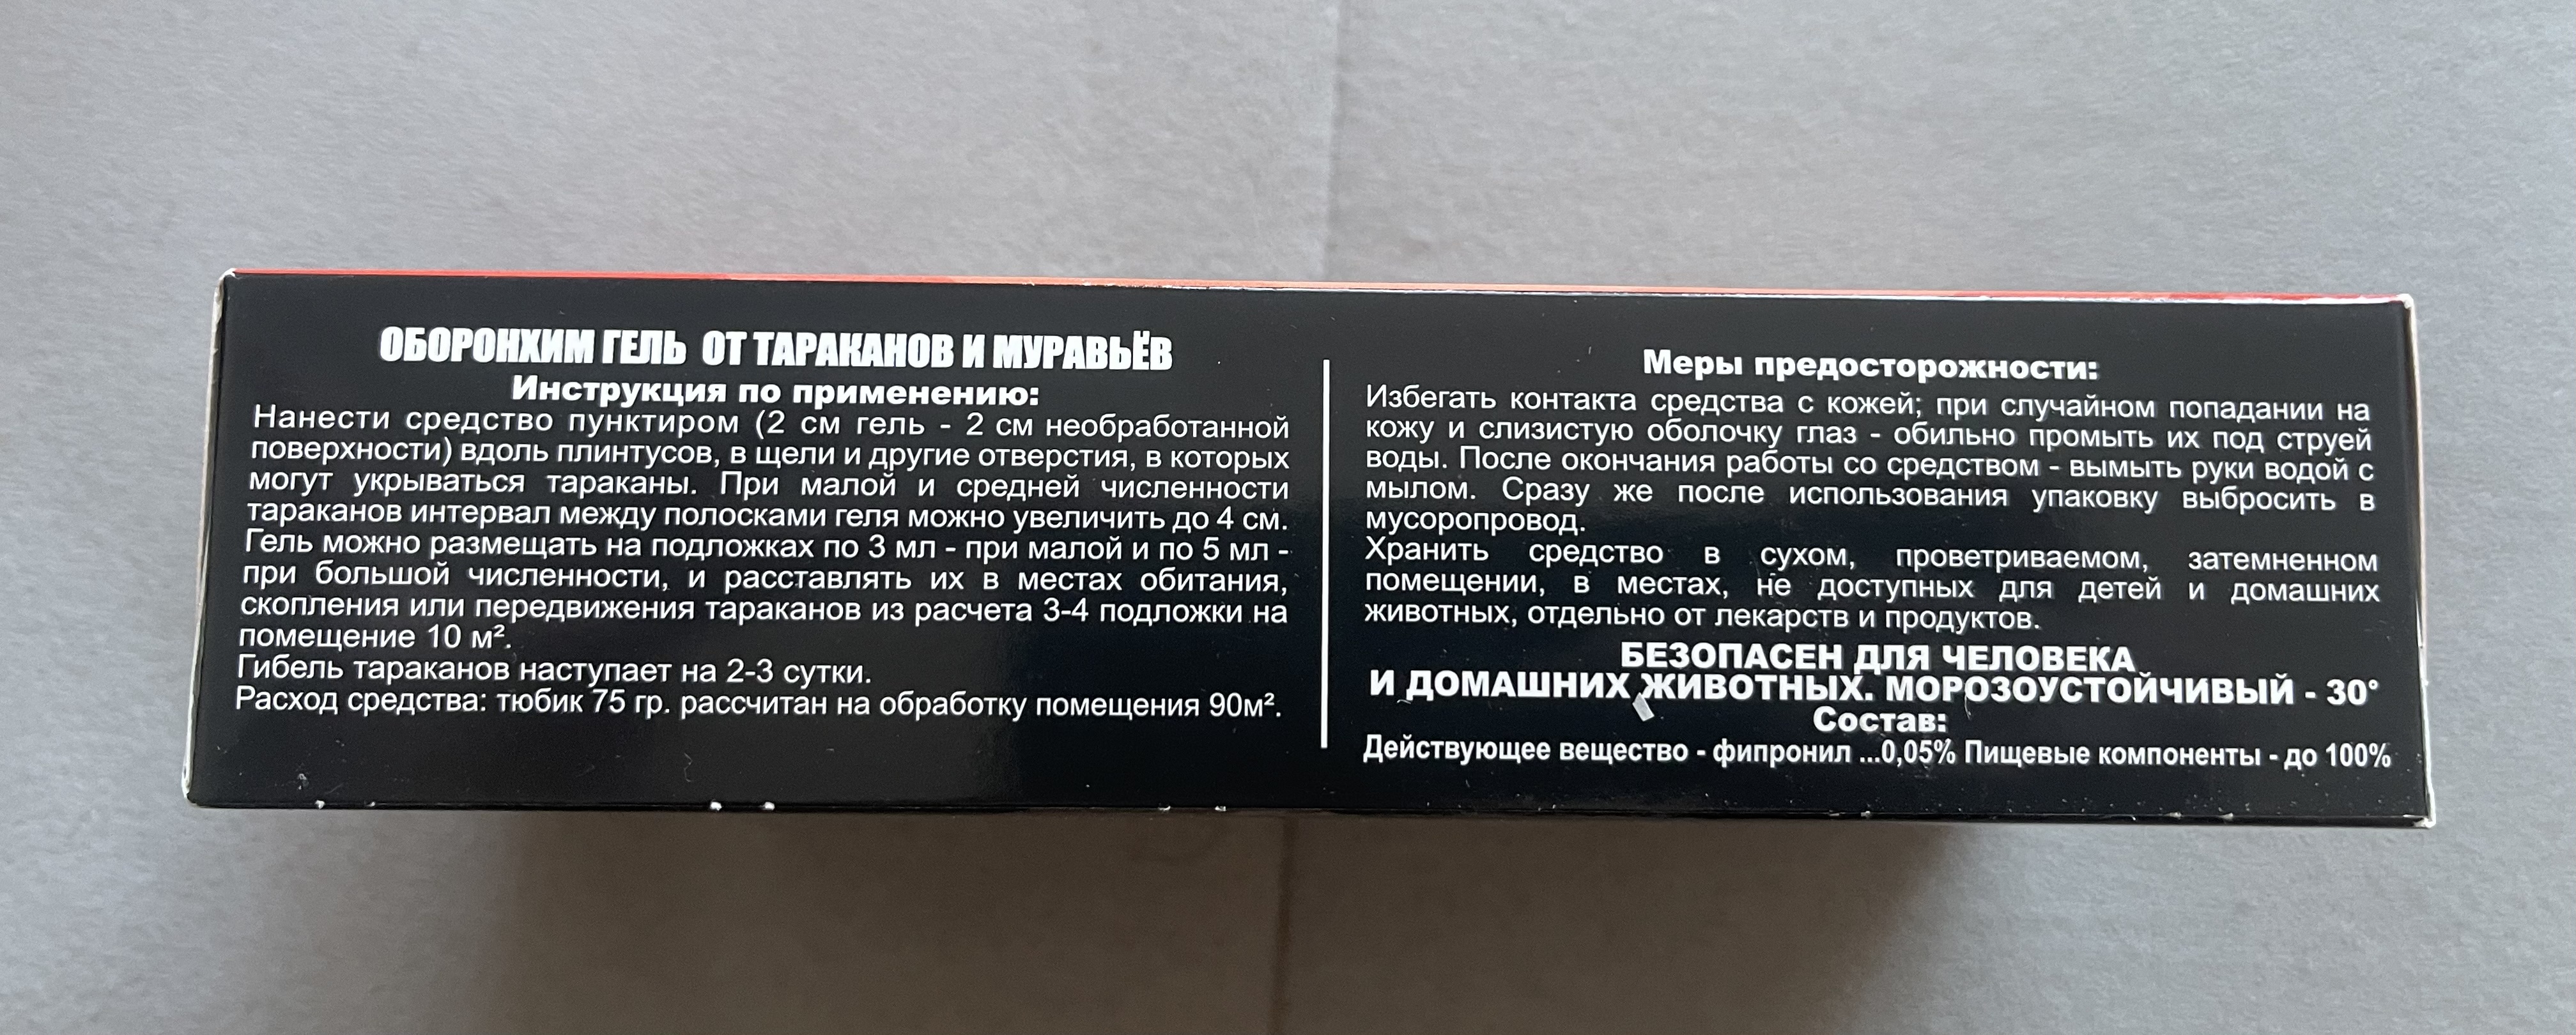 ОБОРОНХИМ ГЕЛЬ ОТ ТАРАКАНОВ И МУРАВЬЁВ
Инструкция по применению:
Нанести средство пунктиром (2 см гель - 2 см необработанной
поверхности) вдоль плинтусов, в щели и другие отверстия, в которых
могут укрываться тараканы. При малой и средней численности
тараканов интервал между полосками геля можно увеличить до 4 см.
Гель можно размещать на подложках по 3 мл - при малой и по 5 мл -
при большой численности, и расставлять их в местах обитания,
скопления или передвижения тараканов из расчета 3-4 подложки на
помещение 10 м².
Гибель тараканов наступает на 2-3 сутки.
Расход средства: тюбик 75 гр. рассчитан на обработку помещения 90м².
Меры предосторожности:
Избегать контакта средства с кожей; при случайном попадании на
кожу и слизистую оболочку глаз - обильно промыть их под струей
воды. После окончания работы со средством - вымыть руки водой с
мылом. Сразу же после использования упаковку выбросить в
мусоропровод.
Хранить средство в сухом, проветриваемом, затемненном
помещении, в местах, не доступных для детей и домашних
животных, отдельно от лекарств и продуктов.
БЕЗОПАСЕН ДЛЯ ЧЕЛОВЕКА
И ДОМАШНИХ ЖИВОТНЫХ. МОРОЗОУСТОЙЧИВЫЙ - 30°
Состав:
Действующее вещество - фипронил ...0,05% Пищевые компоненты - до 100%